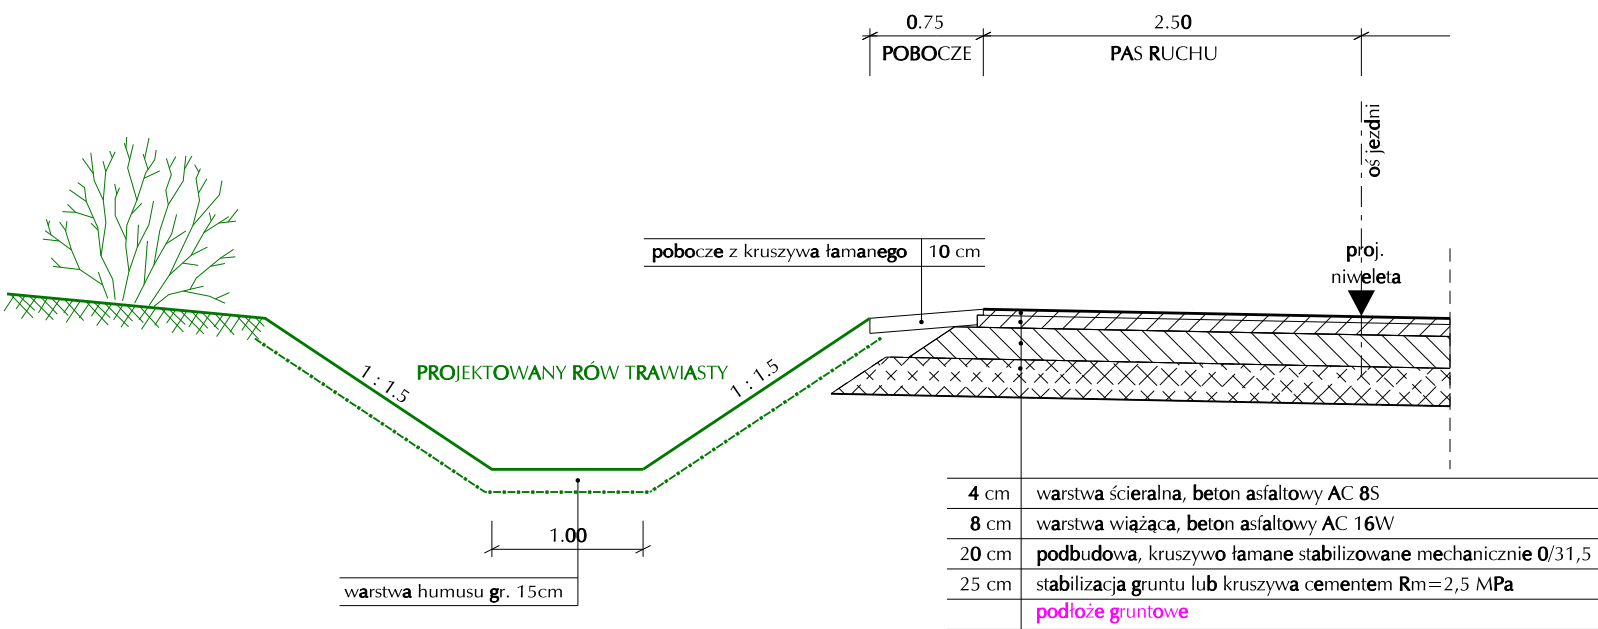 0.75
2.50
POBOCZE
PAS RUCHU
oś jezdni
pobocze z kruszywa łamanego
10 cm
proj.
niweleta
PROJEKTOWANY RÓW TRAWIASTY
1 : 1.5
1 : 1.5
1.00
warstwa humusu gr. 15cm
4 cm warstwa ścieralna, beton asfaltowy AC 8S
8 cm warstwa wiążąca, beton asfaltowy AC 16W
20 cm podbudowa, kruszywo łamane stabilizowane mechanicznie 0/31,5
25 cm stabilizacja gruntu lub kruszywa cementem Rm=2,5 MPa
podłoże gruntowe